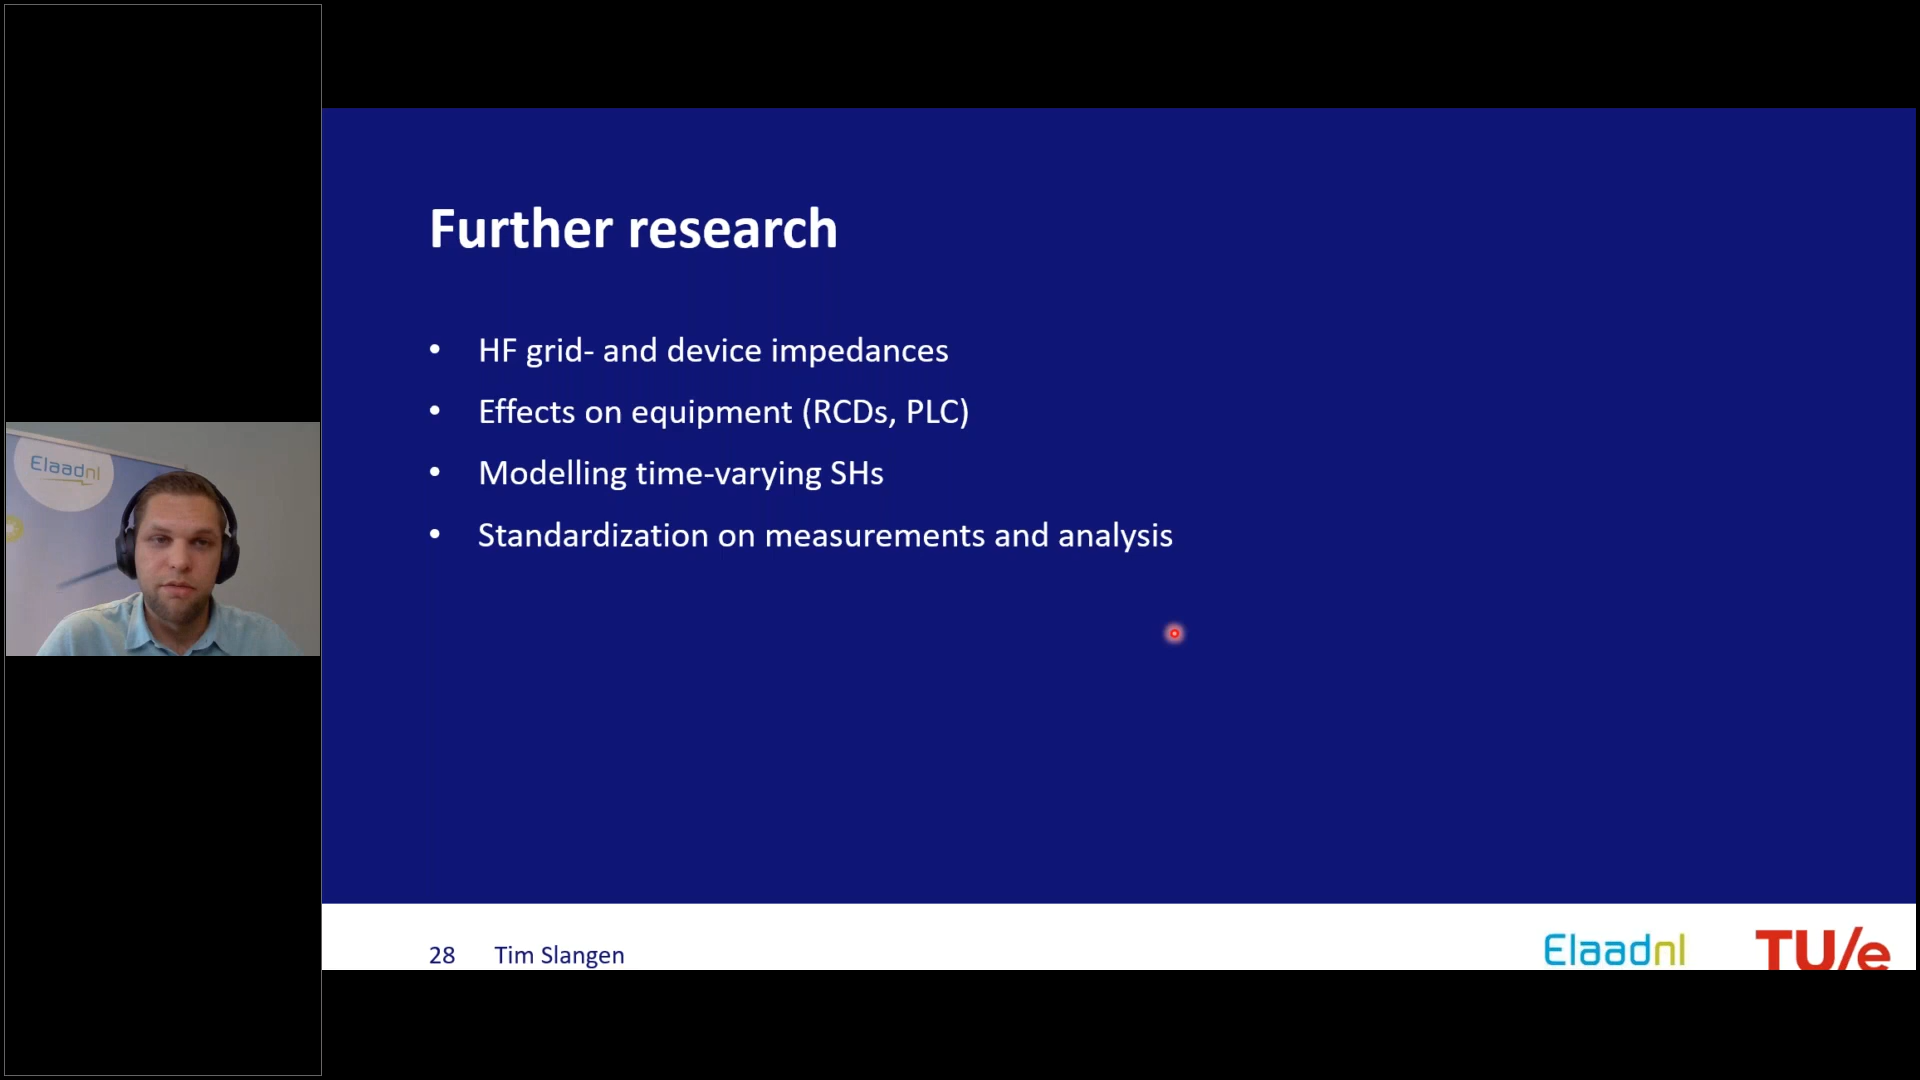 Elaadnl
Further research
• HF grid- and device impedances
• Effects on equipment (RCDs, PLC)
• Modelling time-varying SHs
• Standardization on measurements and analysis
28 Tim Slangen
Elaadnl
TU/e